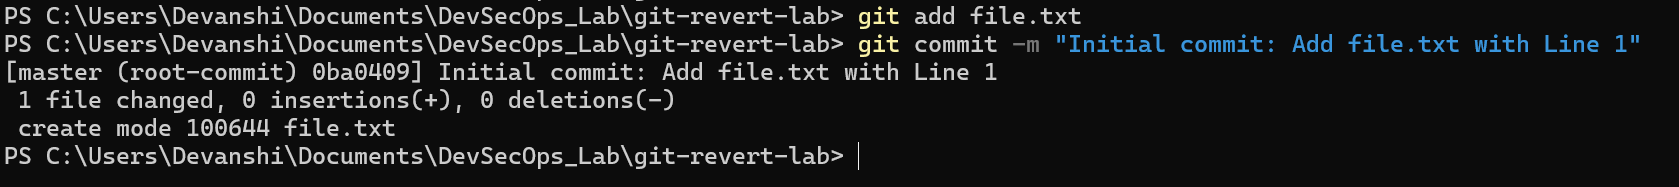 PS C:\Users\Devanshi\Documents\DevSecOps_Lab\git-revert-lab> git add file.txt
PS C:\Users\Devanshi\Documents\DevSecOps_Lab\git-revert-lab> git commit -m "Initial commit: Add file.txt with Line 1"
[master (root-commit) 0ba0409] Initial commit: Add file.txt with Line 1
 1 file changed, 0 insertions(+), 0 deletions(-)
 create mode 100644 file.txt
PS C:\Users\Devanshi\Documents\DevSecOps_Lab\git-revert-lab>